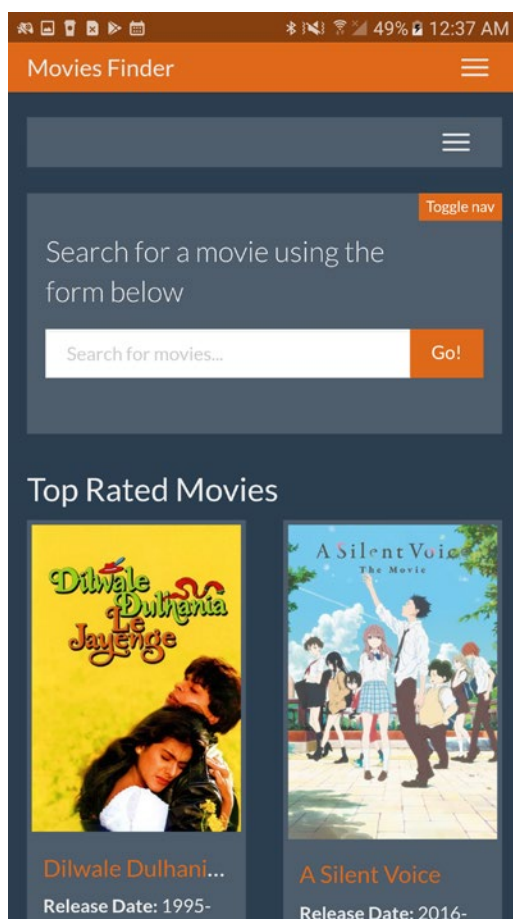 49% 12:37 AM
Movies Finder
Toggle nav
Search for a movie using the
form below
Search for movies...
Go!
Top Rated Movies
Dilwale
Dulhania
Le
Jayenge
A Silent Voice
The Movie
Dilwale Dulhani...
A Silent Voice
Release Date: 1995-
Release Date: 2016-